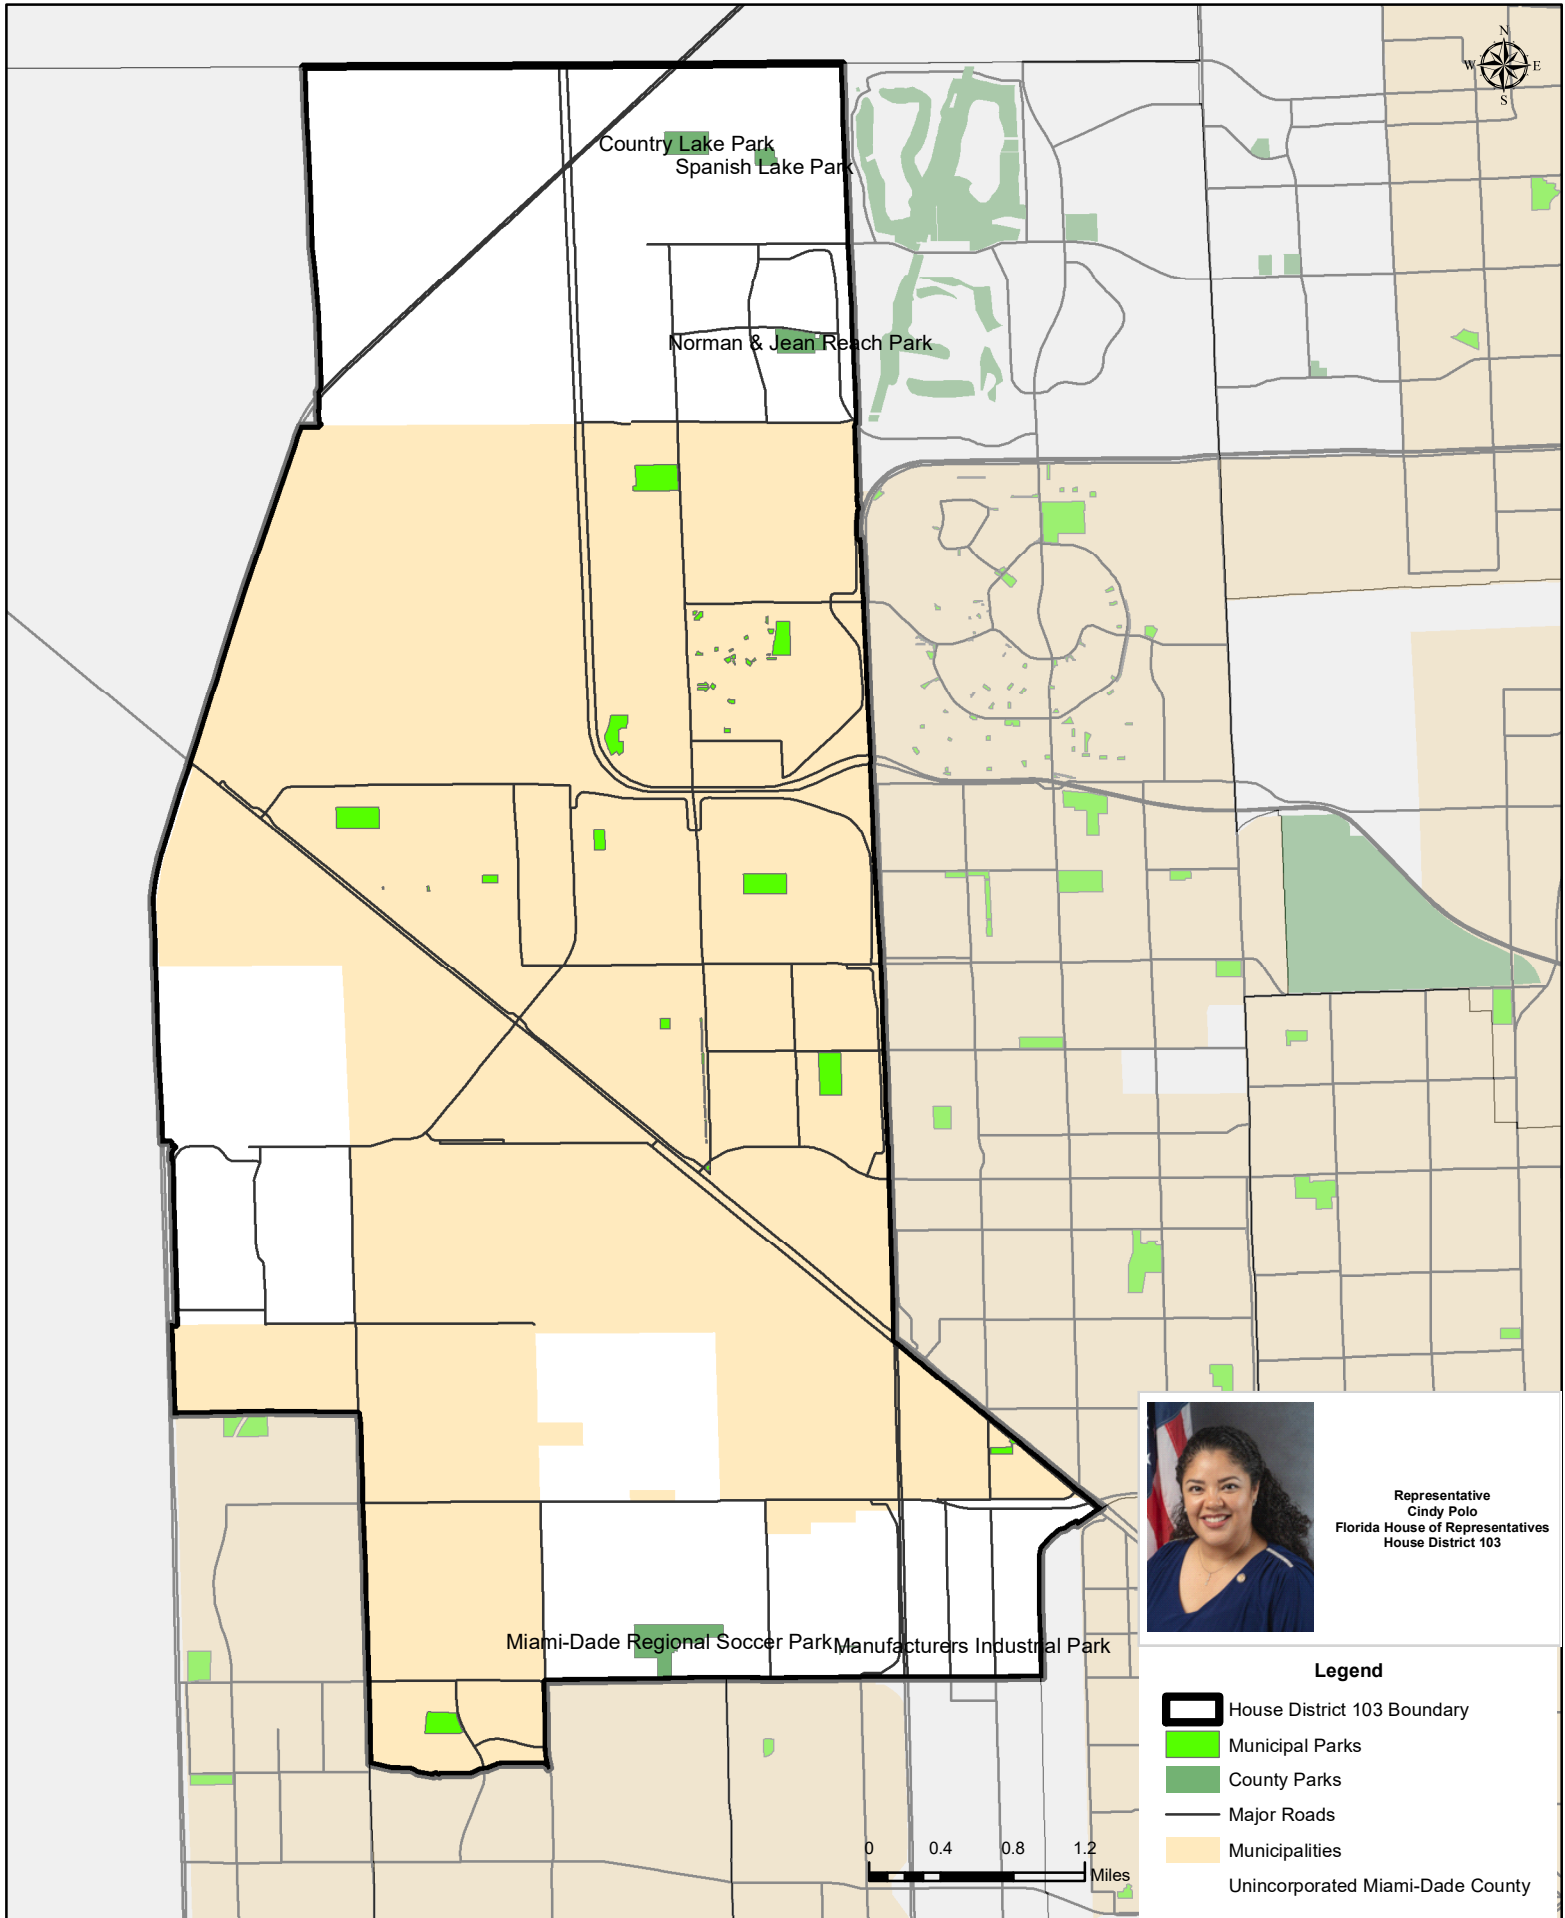 N
W E
S
Country Lake Park
Spanish Lake Park
Norman & Jean Reach Park
Miami-Dade Regional Soccer Park
Manufacturers Industrial Park
Representative
Cindy Polo
Florida House of Representatives
House District 103
Legend
House District 103 Boundary
Municipal Parks
County Parks
Major Roads
Municipalities
Unincorporated Miami-Dade County
0 0.4 0.8 1.2
Miles